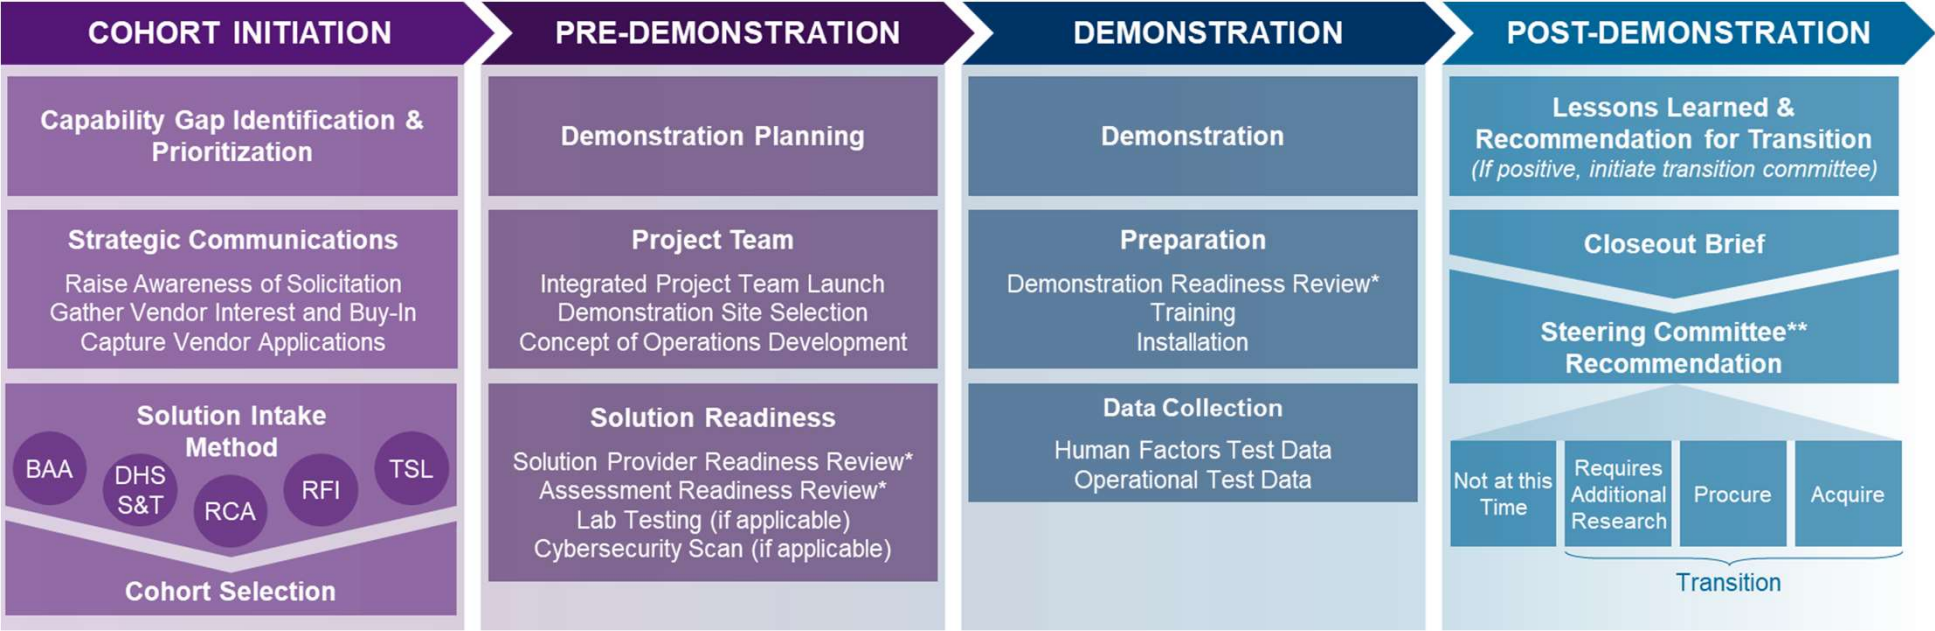 COHORT INITIATION
Capability Gap Identification &
Prioritization
Strategic Communications
Raise Awareness of Solicitation
Gather Vendor Interest and Buy-In
Capture Vendor Applications
Solution Intake
Method
BAA
DHS
S&T
RCA
RFI
TSL
Cohort Selection
PRE-DEMONSTRATION
Demonstration Planning
Project Team
Integrated Project Team Launch
Demonstration Site Selection
Concept of Operations Development
Solution Readiness
Solution Provider Readiness Review*
Assessment Readiness Review*
Lab Testing (if applicable)
Cybersecurity Scan (if applicable)
DEMONSTRATION
Demonstration
Preparation
Demonstration Readiness Review*
Training
Installation
Data Collection
Human Factors Test Data
Operational Test Data
POST-DEMONSTRATION
Lessons Learned &
Recommendation for Transition
(If positive, initiate transition committee)
Closeout Brief
Steering Committee**
Recommendation
Not at this
Time
Requires
Additional
Research
Procure
Acquire
Transition